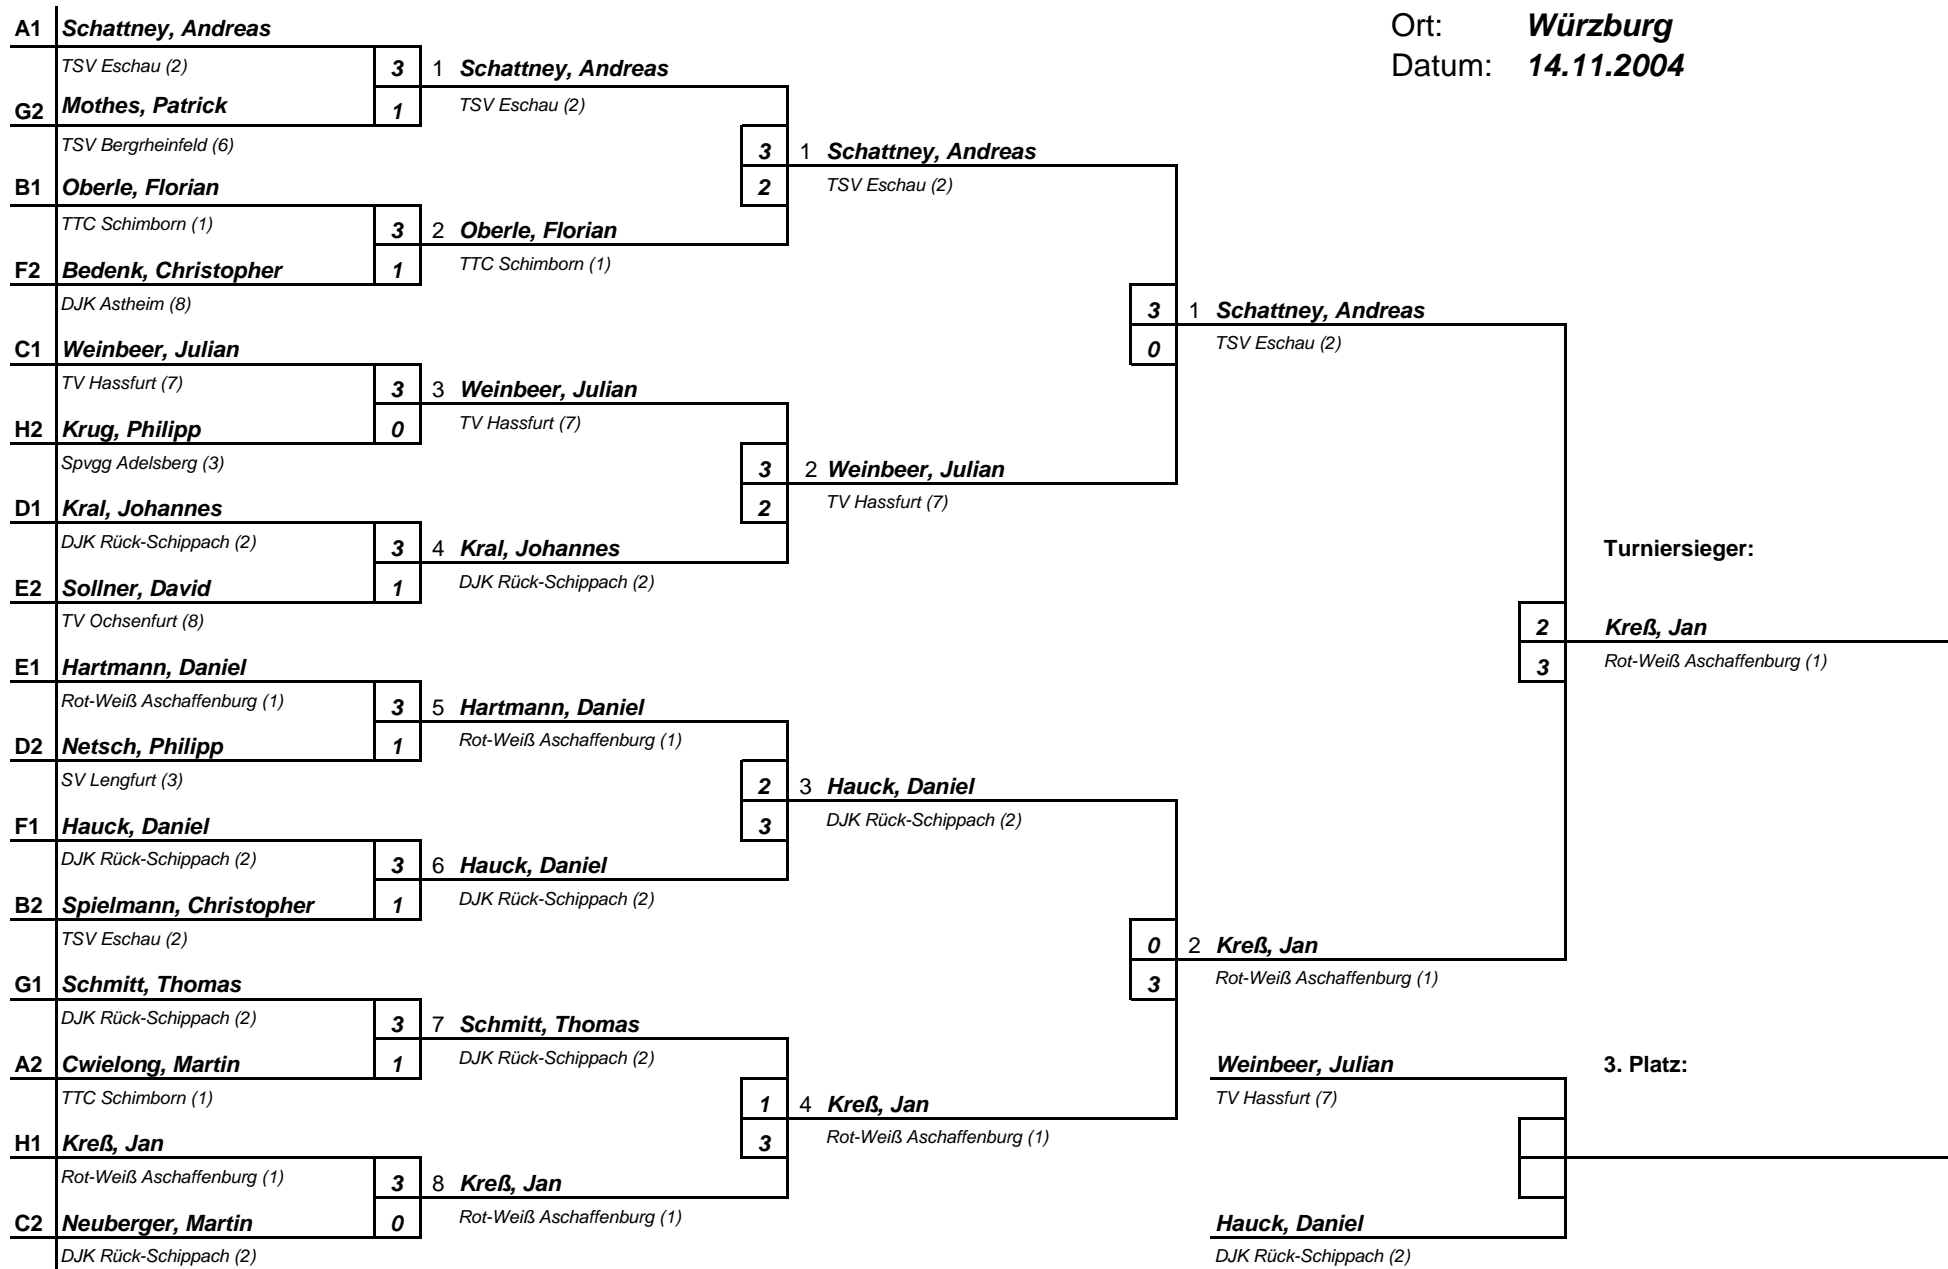 Ort: Würzburg
Datum: 14.11.2004
A1 Schattney, Andreas
TSV Eschau (2)
3
G2 Mothes, Patrick
1
TSV Bergrheinfeld (6)
B1 Oberle, Florian
TTC Schimborn (1)
3
F2 Bedenk, Christopher
1
DJK Astheim (8)
C1 Weinbeer, Julian
TV Hassfurt (7)
3
H2 Krug, Philipp
0
Spvgg Adelsberg (3)
D1 Kral, Johannes
DJK Rück-Schippach (2)
3
E2 Sollner, David
1
TV Ochsenfurt (8)
E1 Hartmann, Daniel
Rot-Weiß Aschaffenburg (1)
3
D2 Netsch, Philipp
1
SV Lengfurt (3)
F1 Hauck, Daniel
DJK Rück-Schippach (2)
3
B2 Spielmann, Christopher
1
TSV Eschau (2)
G1 Schmitt, Thomas
DJK Rück-Schippach (2)
3
A2 Cwielong, Martin
1
TTC Schimborn (1)
H1 Kreß, Jan
Rot-Weiß Aschaffenburg (1)
3
C2 Neuberger, Martin
0
DJK Rück-Schippach (2)
1 Schattney, Andreas
TSV Eschau (2)
3
2
2 Oberle, Florian
TTC Schimborn (1)
3 Weinbeer, Julian
TV Hassfurt (7)
3
2
4 Kral, Johannes
DJK Rück-Schippach (2)
5 Hartmann, Daniel
Rot-Weiß Aschaffenburg (1)
2
3
6 Hauck, Daniel
DJK Rück-Schippach (2)
7 Schmitt, Thomas
DJK Rück-Schippach (2)
1
3
8 Kreß, Jan
Rot-Weiß Aschaffenburg (1)
1 Schattney, Andreas
TSV Eschau (2)
3
0
2 Weinbeer, Julian
TV Hassfurt (7)
3 Hauck, Daniel
DJK Rück-Schippach (2)
0
3
4 Kreß, Jan
Rot-Weiß Aschaffenburg (1)
1 Schattney, Andreas
TSV Eschau (2)
2
3
2 Kreß, Jan
Rot-Weiß Aschaffenburg (1)
Turniersieger:
Kreß, Jan
Rot-Weiß Aschaffenburg (1)
Weinbeer, Julian
TV Hassfurt (7)
3. Platz:
Hauck, Daniel
DJK Rück-Schippach (2)